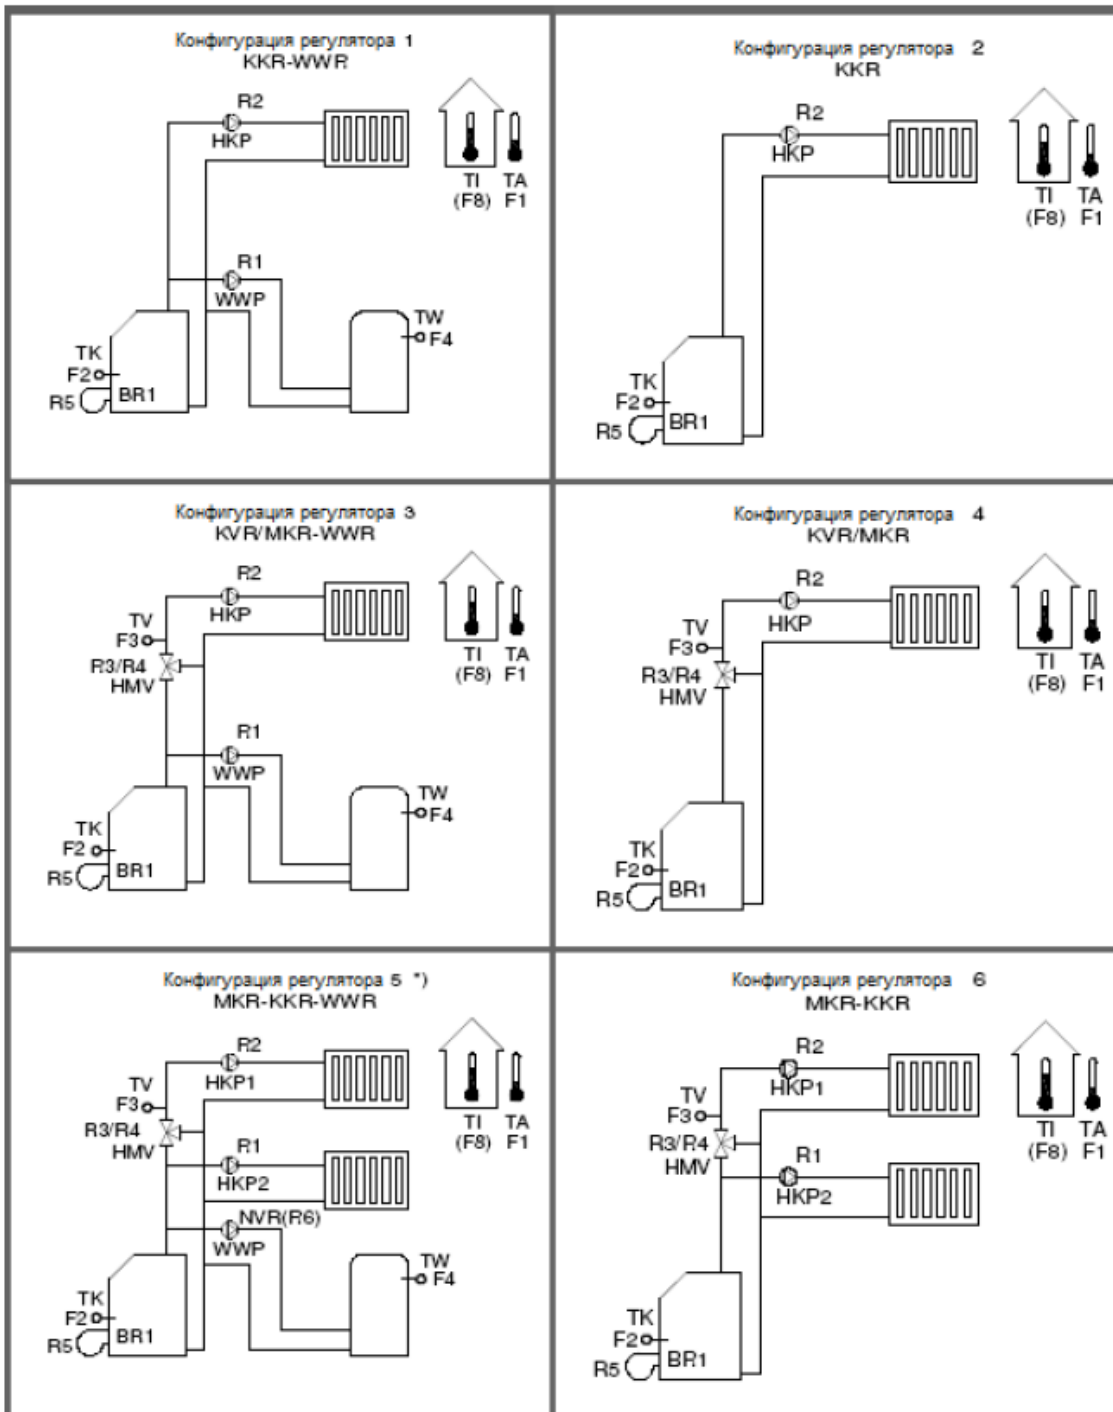 Конфигурация регулятора 1
KKR-WWR
R2
HKP
TI
(F8)
TA
F1
R1
WWP
TW
F4
TK
F2
R5
BR1
Конфигурация регулятора 2
KKR
R2
HKP
TI
(F8)
TA
F1
TK
F2
R5
BR1
Конфигурация регулятора 3
KVR/MKR-WWR
R2
HKP
TV
F3
R3/R4
HMV
TI
(F8)
TA
F1
R1
WWP
TW
F4
TK
F2
R5
BR1
Конфигурация регулятора 4
KVR/MKR
R2
HKP
TV
F3
R3/R4
HMV
TI
(F8)
TA
F1
TK
F2
R5
BR1
Конфигурация регулятора 5 *)
MKR-KKR-WWR
R2
HKP1
TV
F3
R3/R4
HMV
TI
(F8)
TA
F1
R1
HKP2
NVR(R6)
WWP
TW
F4
TK
F2
R5
BR1
Конфигурация регулятора 6
MKR-KKR
R2
HKP1
TV
F3
R3/R4
HMV
TI
(F8)
TA
F1
R1
HKP2
TK
F2
R5
BR1